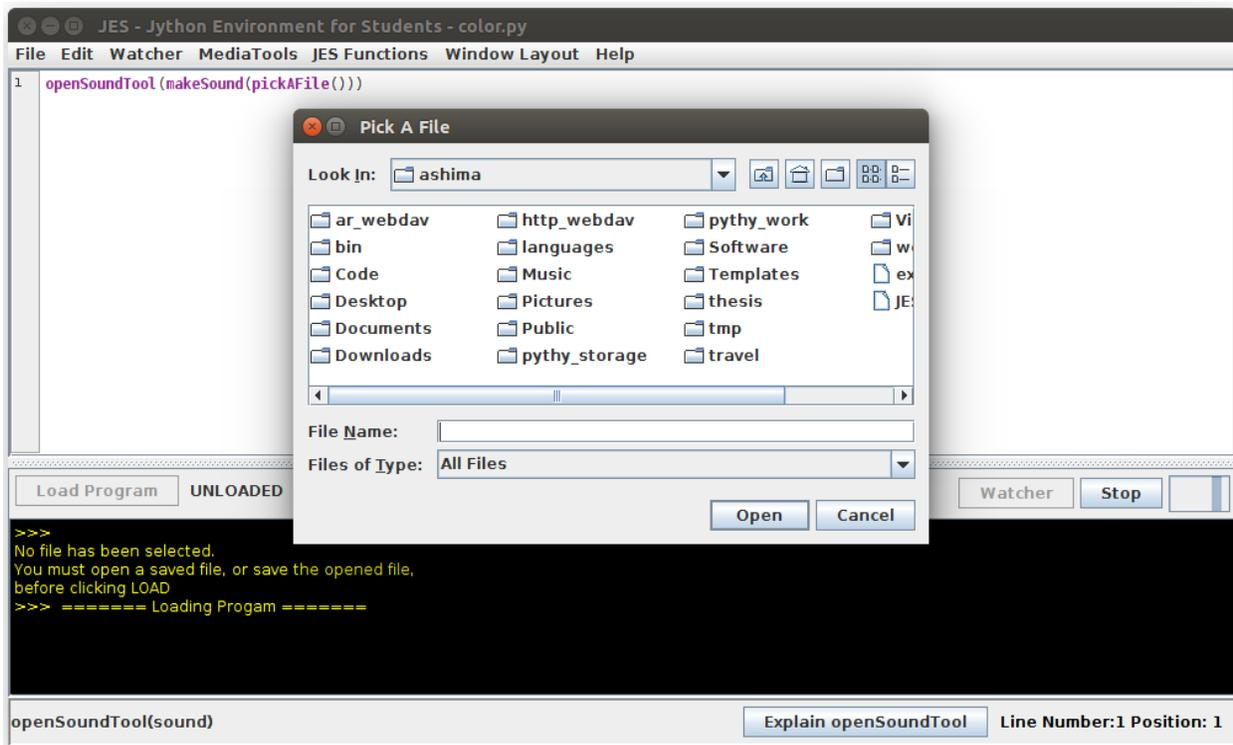 JES - Jython Environment for Students - color.py
File Edit Watcher MediaTools JES Functions Window Layout Help
1 openSoundTool(makeSound(pickAFile()))
Pick A File
Look In: ashima
ar_webdav http_webdav pythy_work Vi
bin languages Software
Code Music Templates ex
Desktop Pictures thesis JES
Documents Public tmp
Downloads pythy_storage travel
File Name:
Files of Type: All Files
Open Cancel
Load Program UNLOADED Watcher Stop
>>>
No file has been selected.
You must open a saved file, or save the opened file,
before clicking LOAD
>>> ======= Loading Progam =======
openSoundTool(sound) Explain openSoundTool Line Number:1 Position: 1